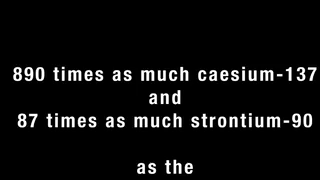 890 times as much caesium-137
and
87 times as much strontium-90
as the